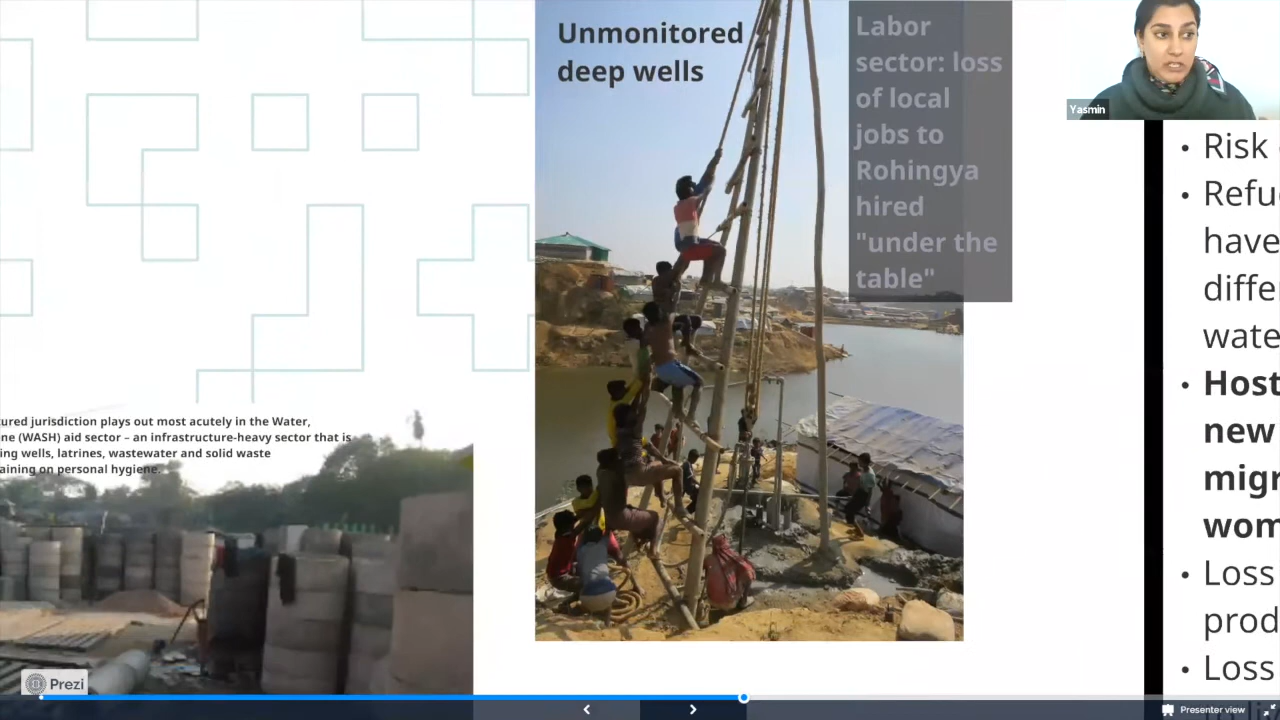 Unmonitored
deep wells
Labor
sector: loss
of local
jobs to
Rohingya
hired
"under the
table"
Yasmin
ured jurisdiction plays out most acutely in the Water,
ne (WASH) aid sector – an infrastructure-heavy sector that is
ing wells, latrines, wastewater and solid waste
aining on personal hygiene.
• Risk
• Refu
have
differ
wate
• Host
new
migr
wom
• Loss
prod
• Loss
Prezi
Presenter view